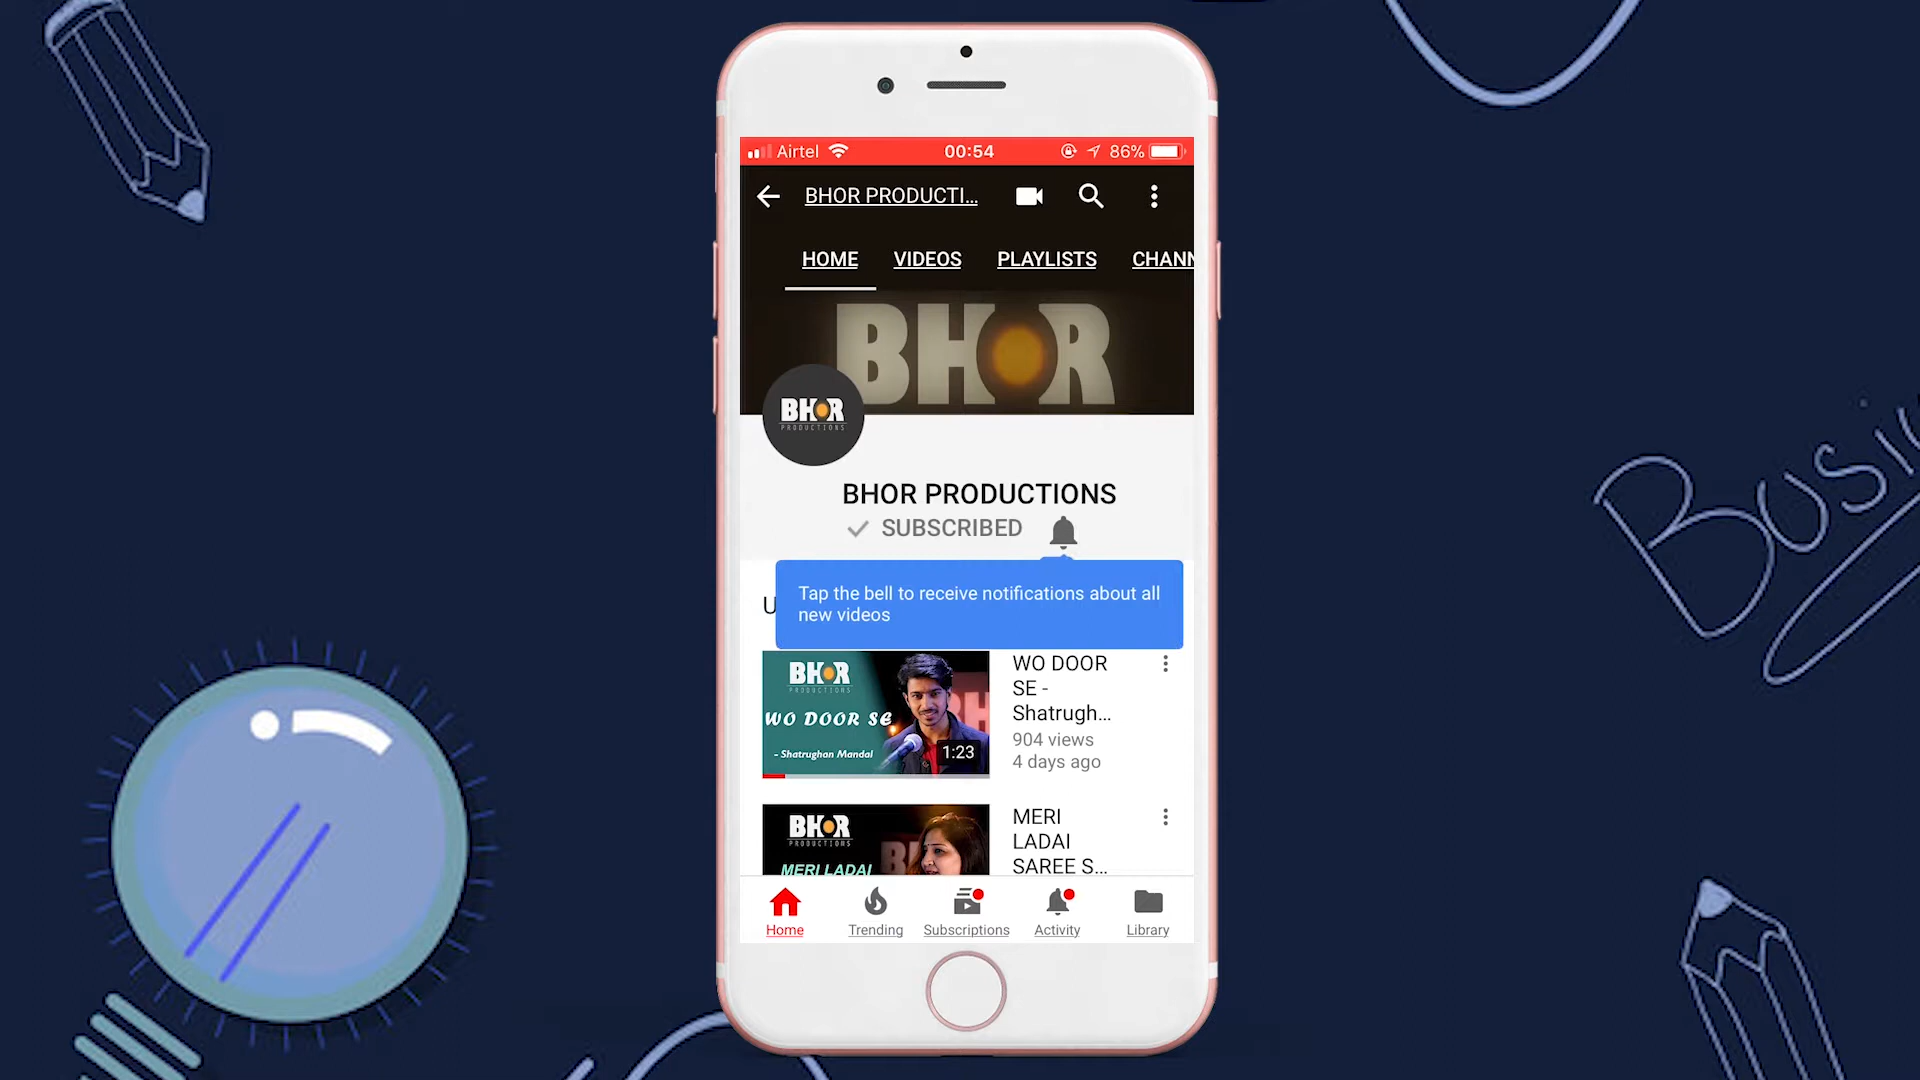 Airtel 00:54 86%
BHOR PRODUCTI...
HOME VIDEOS PLAYLISTS CHANN
BHOR
BHOR
PRODUCTIONS
BHOR PRODUCTIONS
SUBSCRIBED
U
Tap the bell to receive notifications about all
new videos
BHOR
PRODUCTIONS
WO DOOR SE
- Shatrughan Mandal
1:23
WO DOOR
SE -
Shatrugh...
904 views
4 days ago
BHOR
PRODUCTIONS
MERI LADAI
MERI
LADAI
SAREE S...
Home Trending Subscriptions Activity Library
Busi